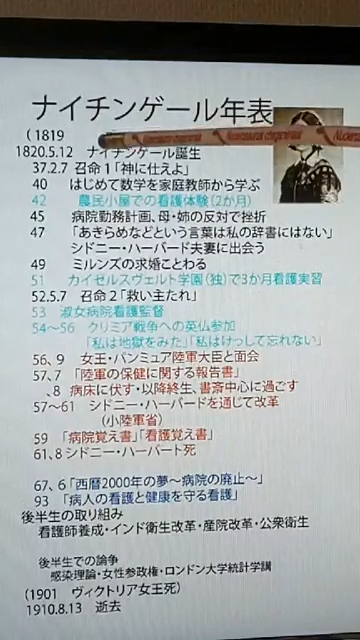 ナイチンゲール年表
(1819
1820.5.12 ナイチンゲール誕生
37.2.7 召命1「神に仕えよ」
40 はじめて数学を家庭教師から学ぶ
42 農民小屋での看護体験(2か月)
45 病院勤務計画、母・姉の反対で挫折
47 「あきらめなどという言葉は私の辞書にはない」
シドニー・ハーバード夫妻に出会う
49 ミルンズの求婚ことわる
51 カイゼルスヴェルト学園(独)で3か月看護実習
52.5.7 召命2「救い主たれ」
53 淑女病院看護監督
54~56 クリミア戦争への英仏参加
「私は地獄をみた」「私はけっして忘れない」
56、9 女王・パンミュア陸軍大臣と面会
57、7 「陸軍の保健に関する報告書」
、8 病床に伏す・以降終生、書斎中心に過ごす
57~61 シドニー・ハーバードを通じて改革
(小陸軍省)
59 「病院覚え書」「看護覚え書」
61、8 シドニー・ハーバート死
67、6 「西暦2000年の夢~病院の廃止~」
93 「病人の看護と健康を守る看護」
後半生の取り組み
看護師養成・インド衛生改革・産院改革・公衆衛生
後半生での論争
感染理論・女性参政権・ロンドン大学統計学講
(1901 ヴィクトリア女王死)
1910.8.13 逝去